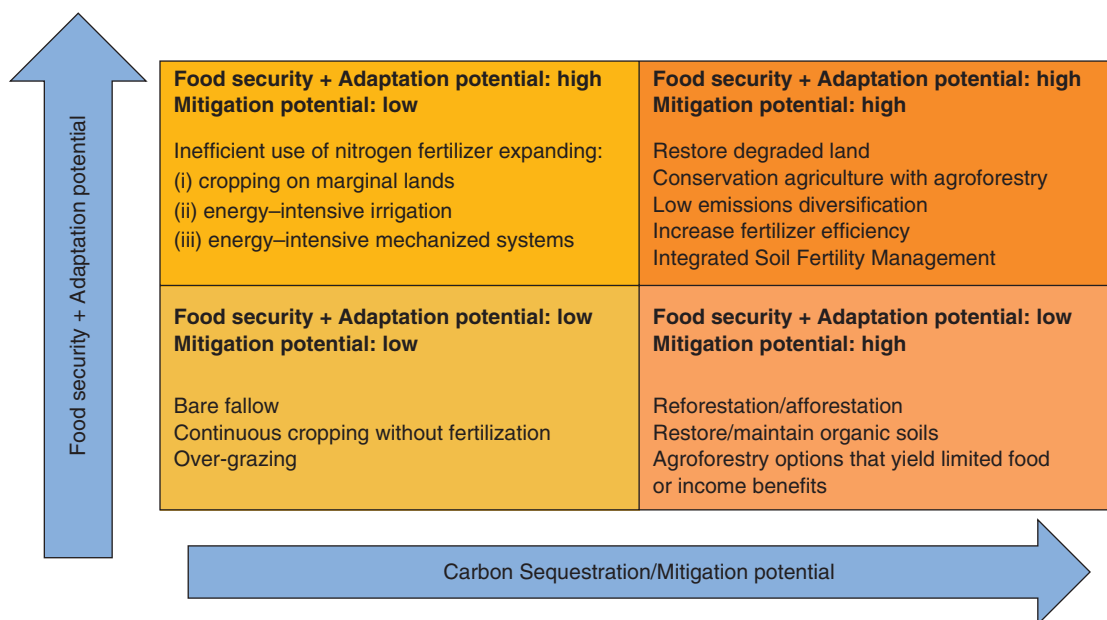 Food security + Adaptation potential
Food security + Adaptation potential: high
Mitigation potential: low
Inefficient use of nitrogen fertilizer expanding:
(i) cropping on marginal lands
(ii) energy–intensive irrigation
(iii) energy–intensive mechanized systems
Food security + Adaptation potential: high
Mitigation potential: high
Restore degraded land
Conservation agriculture with agroforestry
Low emissions diversification
Increase fertilizer efficiency
Integrated Soil Fertility Management
Food security + Adaptation potential: low
Mitigation potential: low
Bare fallow
Continuous cropping without fertilization
Over-grazing
Food security + Adaptation potential: low
Mitigation potential: high
Reforestation/afforestation
Restore/maintain organic soils
Agroforestry options that yield limited food
or income benefits
Carbon Sequestration/Mitigation potential